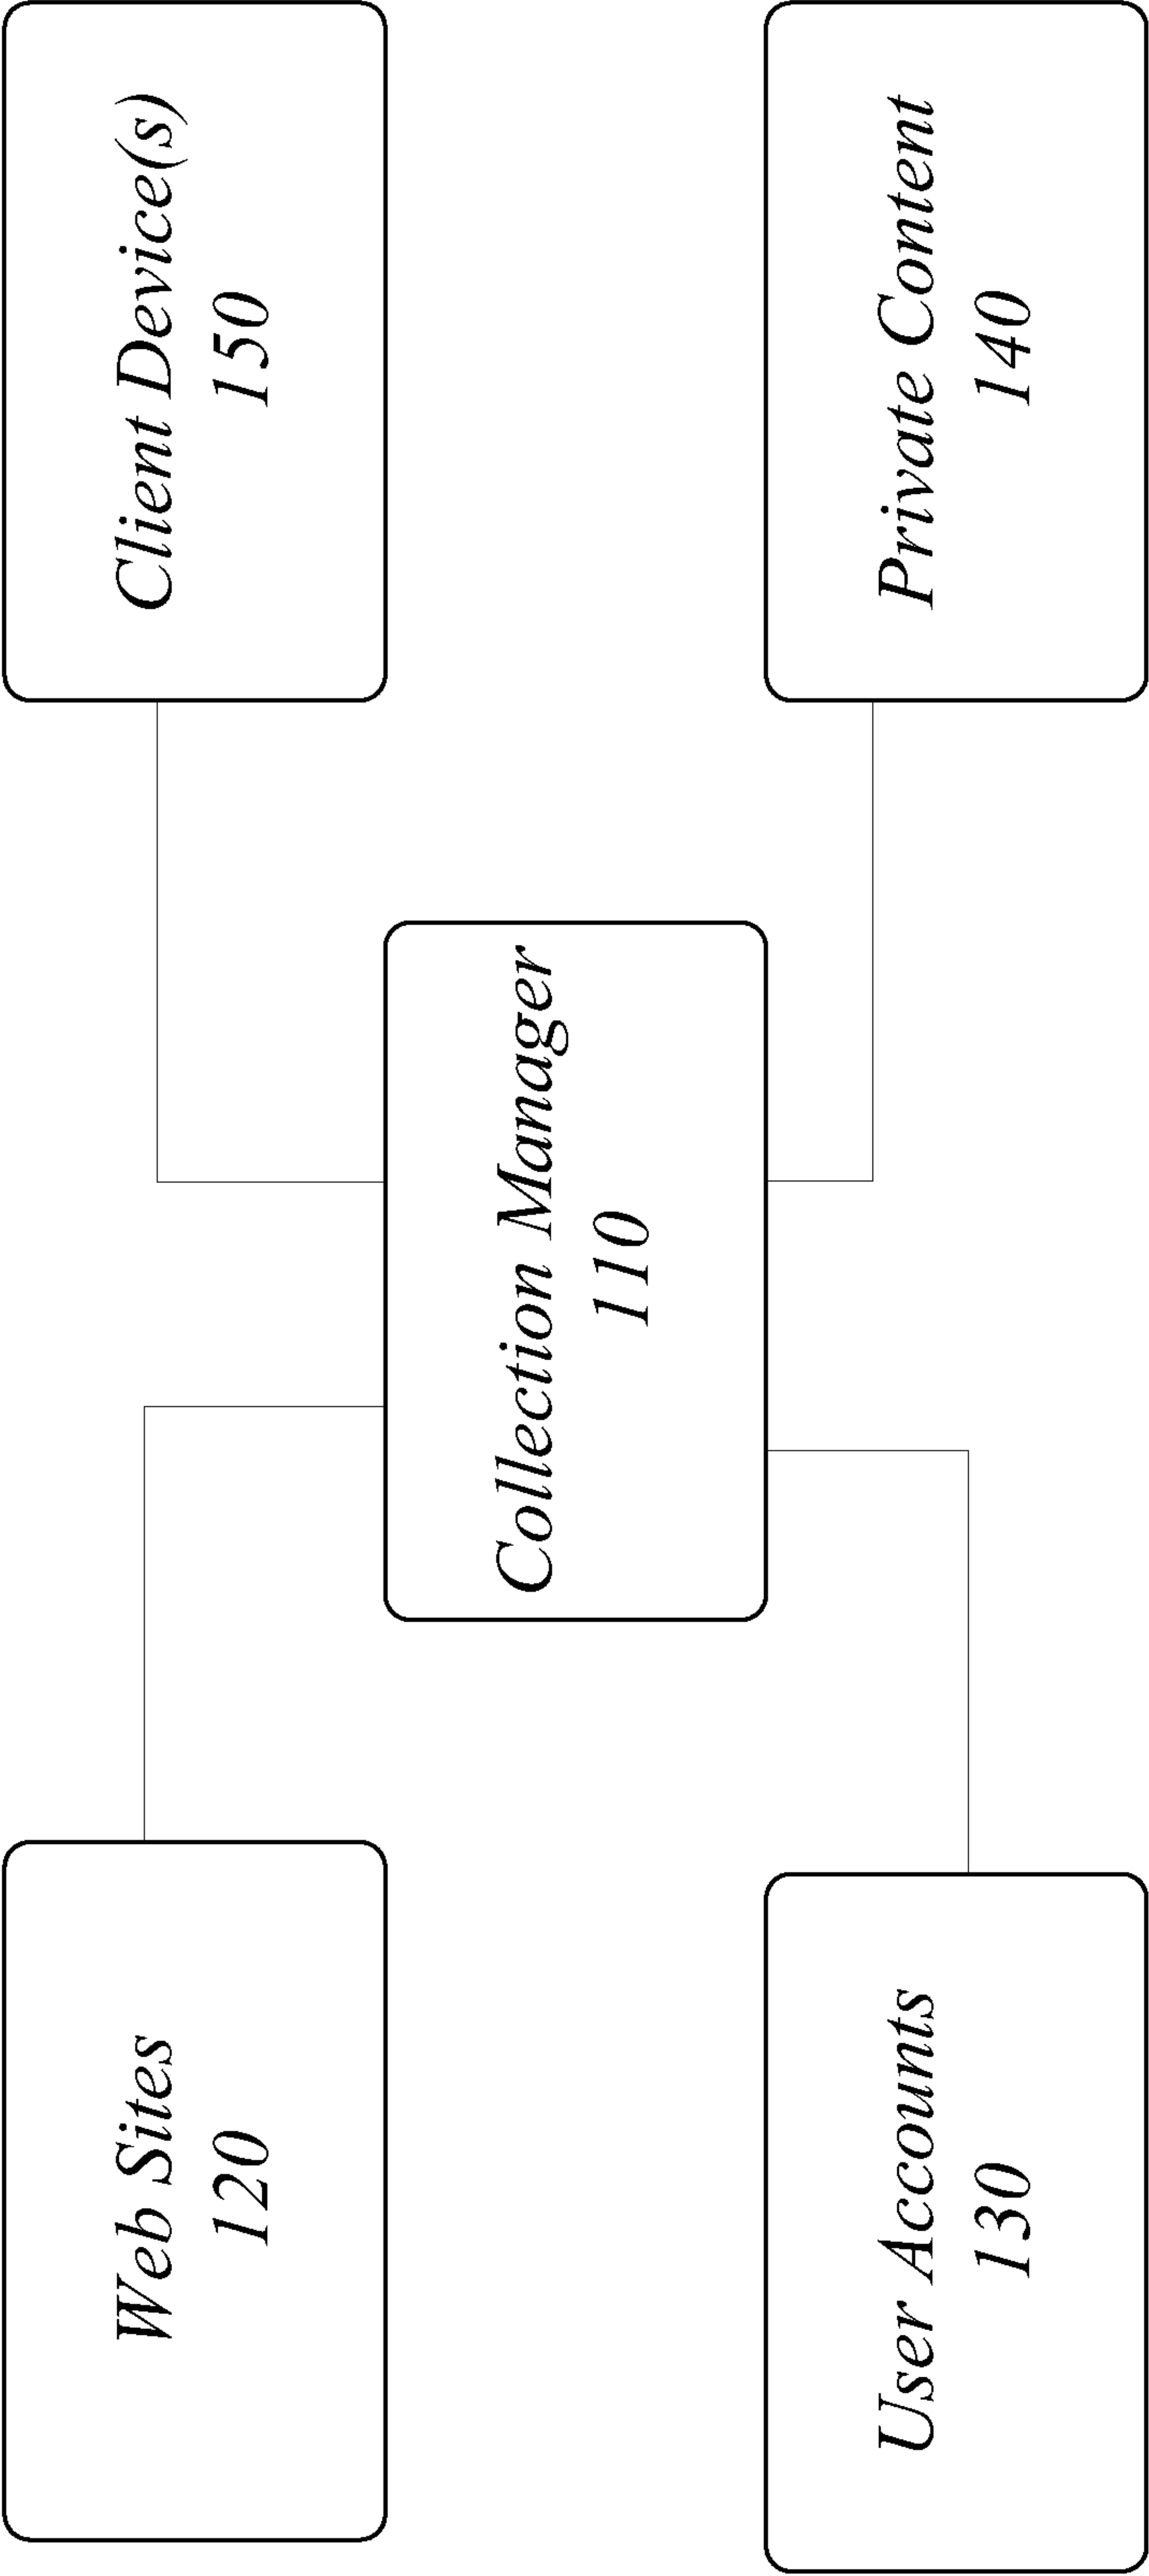 Web Sites
120
Client Device(s)
150
Collection Manager
110
User Accounts
130
Private Content
140